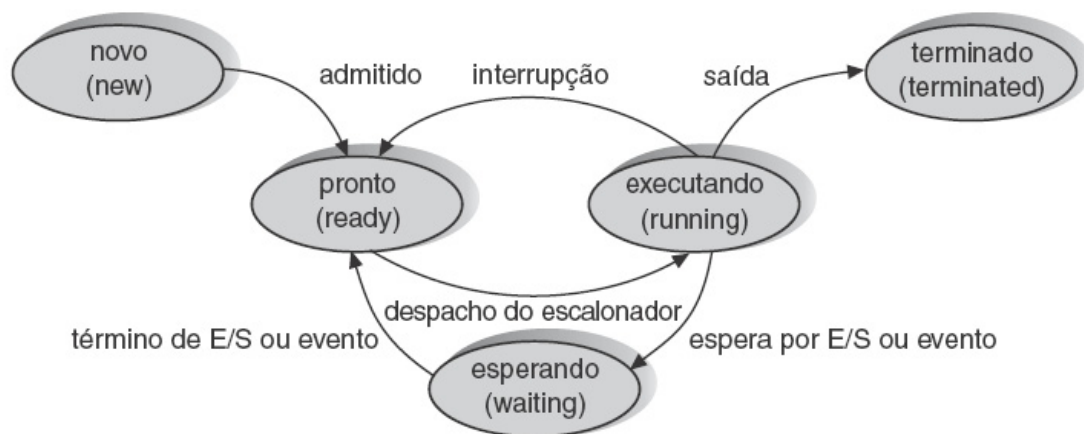 novo
(new)
admitido
interrupção
saída
terminado
(terminated)
pronto
(ready)
executando
(running)
despacho do escalonador
término de E/S ou evento
espera por E/S ou evento
esperando
(waiting)